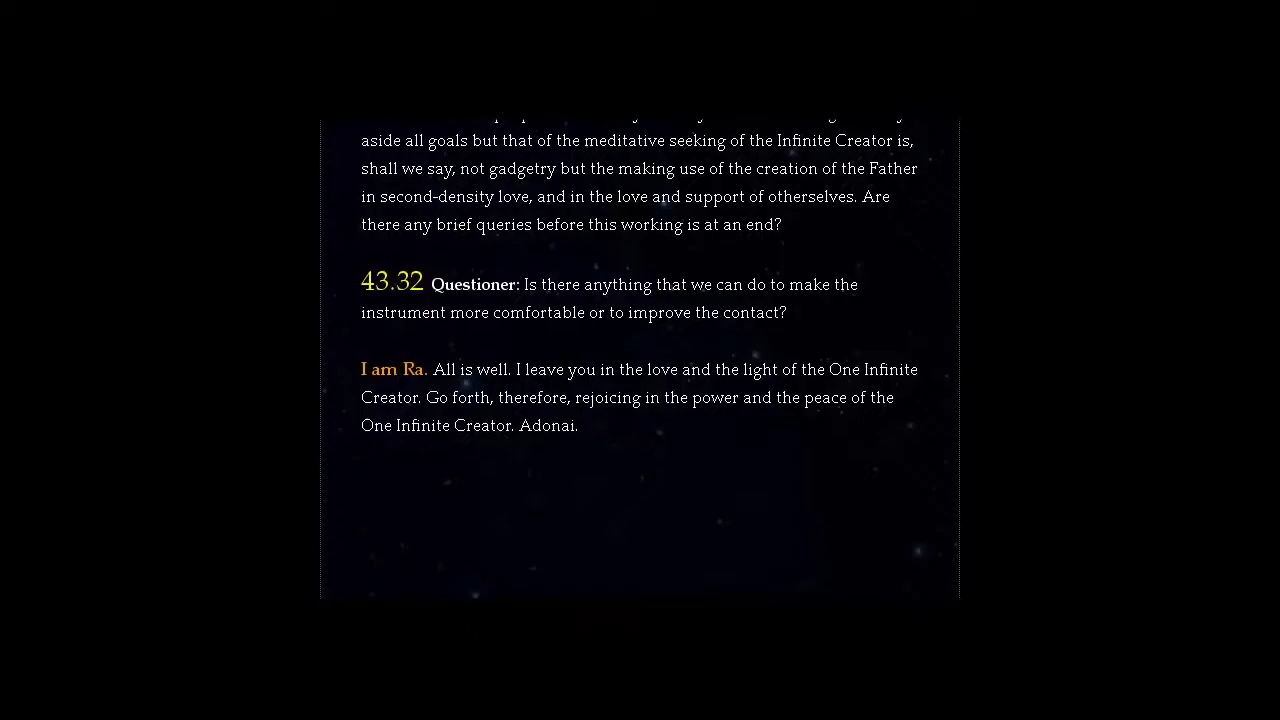 aside all goals but that of the meditative seeking of the Infinite Creator is,
shall we say, not gadgetry but the making use of the creation of the Father
in second-density love, and in the love and support of otherselves. Are
there any brief queries before this working is at an end?
43.32 Questioner: Is there anything that we can do to make the
instrument more comfortable or to improve the contact?
I am Ra. All is well. I leave you in the love and the light of the One Infinite
Creator. Go forth, therefore, rejoicing in the power and the peace of the
One Infinite Creator. Adonai.